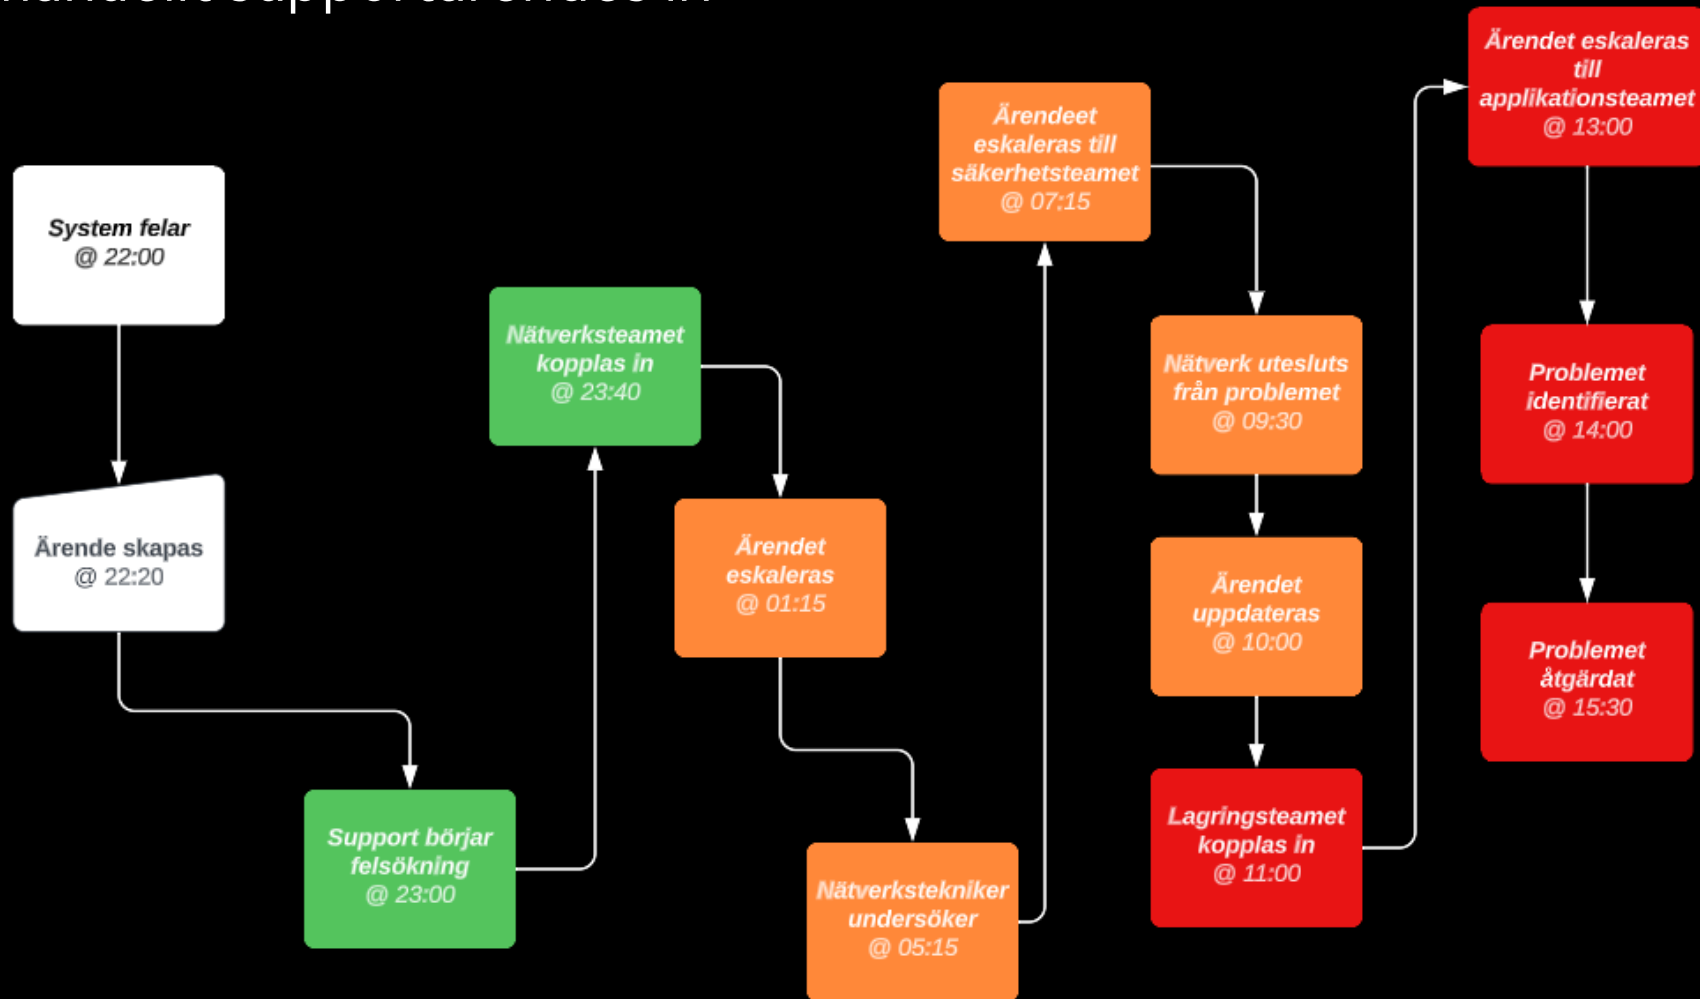 System felar
@ 22:00
Ärende skapas
@ 22:20
Support börjar
felsökning
@ 23:00
Nätverksteamet
kopplas in
@ 23:40
Ärendet
eskaleras
@ 01:15
Nätverkstekniker
undersöker
@ 05:15
Ärendeet
eskaleras till
säkerhetsteamet
@ 07:15
Nätverk utesluts
från problemet
@ 09:30
Ärendet
uppdateras
@ 10:00
Lagringsteamet
kopplas in
@ 11:00
Ärendet eskaleras
till
applikationsteamet
@ 13:00
Problemet
identifierat
@ 14:00
Problemet
åtgärdat
@ 15:30